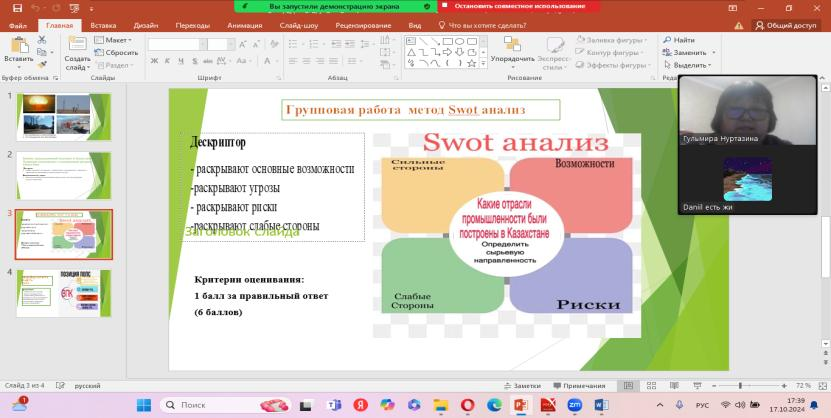 Вы запустили демонстрацию экрана
Остановить совместное использование
Файл
Главная
Вставка
Дизайн
Переходы
Анимация
Слайд-шоу
Рецензирование
Вид
Что вы хотите сделать?
Общий доступ
Вставить
Создать слайд
Макет
Сбросить
Раздел
Буфер обмена
Слайды
Шрифт
Абзац
Упорядочить
Экспресс-стили
Заливка фигуры
Контур фигуры
Эффекты фигуры
Рисование
Найти
Заменить
Выделить
1
2
3
4
ПОЗИЦИЯ ПОПС
Групповая работа метод Swot анализ
Дескриптор
- раскрывают основные возможности
-раскрывают угрозы
- раскрывают риски
-раскрывают слабые стороны
Заголовок слайда
Критерии оценивания:
1 балл за правильный ответ
(6 баллов)
Swot анализ
Сильные стороны
Возможности
Какие отрасли
промышленности были
построены в Казахстане
Определить
сырьевую
направленность
Слабые
Стороны
Риски
Гульмира Нуртазина
Daniil есть жи
Слайд 3 из 4
русский
Заметки
Примечания
72 %
Поиск
РУС
17:39
17.10.2024